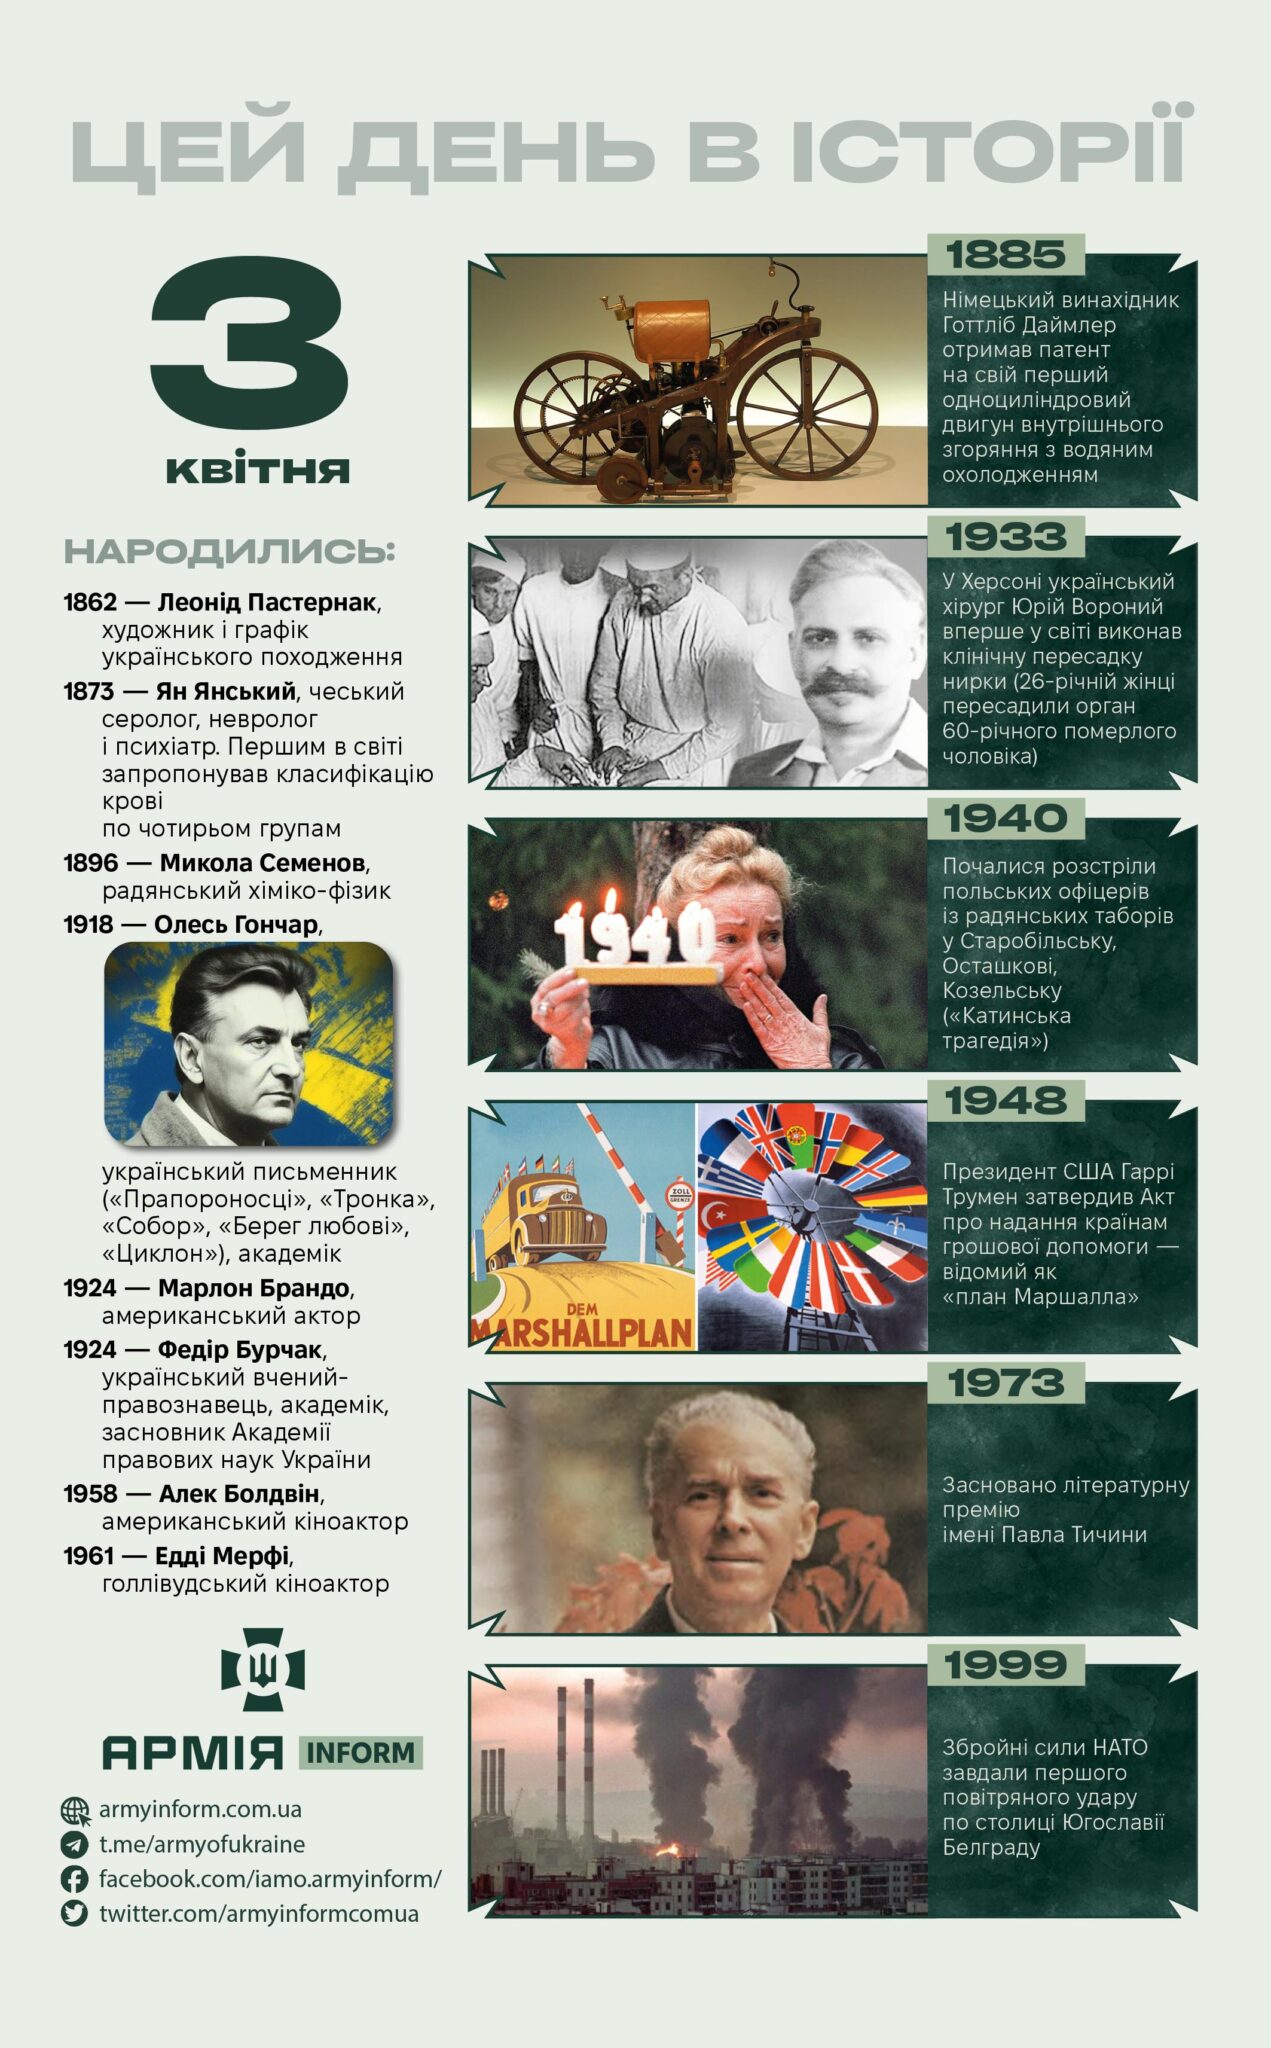 ЦЕЙ ДЕНЬ В ІСТОРІЇ
3
квітня
НАРОДИЛИСЬ:
1862 — Леонід Пастернак,
художник і графік
українського походження
1873 — Ян Янський, чеський
серолог, невролог
і психіатр. Першим в світі
запропонував класифікацію
крові
по чотирьом групам
1896 — Микола Семенов,
радянський хіміко-фізик
1918 — Олесь Гончар,
український письменник
(«Прапороносці», «Тронка»,
«Собор», «Берег любові»,
«Циклон»), академік
1924 — Марлон Брандо,
американський актор
1924 — Федір Бурчак,
український вчений-
правознавець, академік,
засновник Академії
правових наук України
1958 — Алек Болдвін,
американський кіноактор
1961 — Едді Мерфі,
голлівудський кіноактор
АРМІЯ INFORM
armyinform.com.ua
t.me/armyofukraine
facebook.com/iamo.armyinform/
twitter.com/armyinformcomua
1885
Німецький винахідник
Готтліб Даймлер
отримав патент
на свій перший
одноциліндровий
двигун внутрішнього
згоряння з водяним
охолодженням
1933
У Херсоні український
хірург Юрій Вороний
вперше у світі виконав
клінічну пересадку
нирки (26-річній жінці
пересадили орган
60-річного померлого
чоловіка)
1940
1940
Почалися розстріли
польських офіцерів
із радянських таборів
у Старобільську,
Осташкові,
Козельську
(«Катинська
трагедія»)
1948
ZOLL
GRENZE
DEM
MARSHALLPLAN
Президент США Гаррі
Трумен затвердив Акт
про надання країнам
грошової допомоги —
відомий як
«план Маршалла»
1973
Засновано літературну
премію
імені Павла Тичини
1999
Збройні сили НАТО
завдали першого
повітряного удару
по столиці Югославії
Белграду